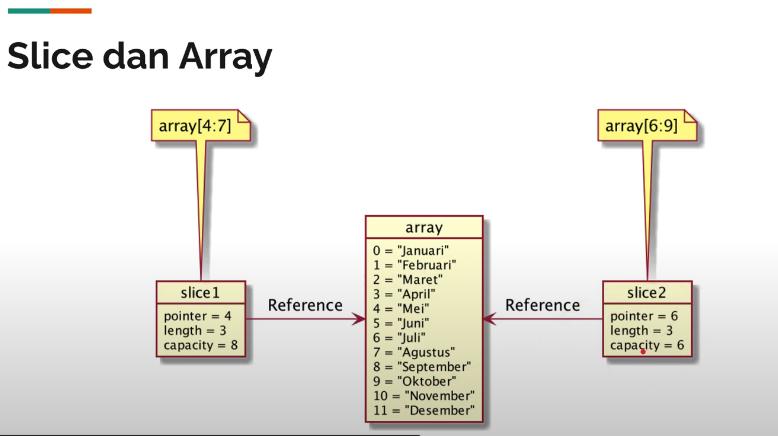 Slice dan Array
array[4:7]
array[6:9]
array
0 = "Januari"
1 = "Februari"
2 = "Maret"
3 = "April"
4 = "Mei"
5 = "Juni"
6 = "Juli"
7 = "Agustus"
8 = "September"
9 = "Oktober"
10 = "November"
11 = "Desember"
slice1
pointer = 4
length = 3
capacity = 8
Reference
Reference
slice2
pointer = 6
length = 3
capacity = 6